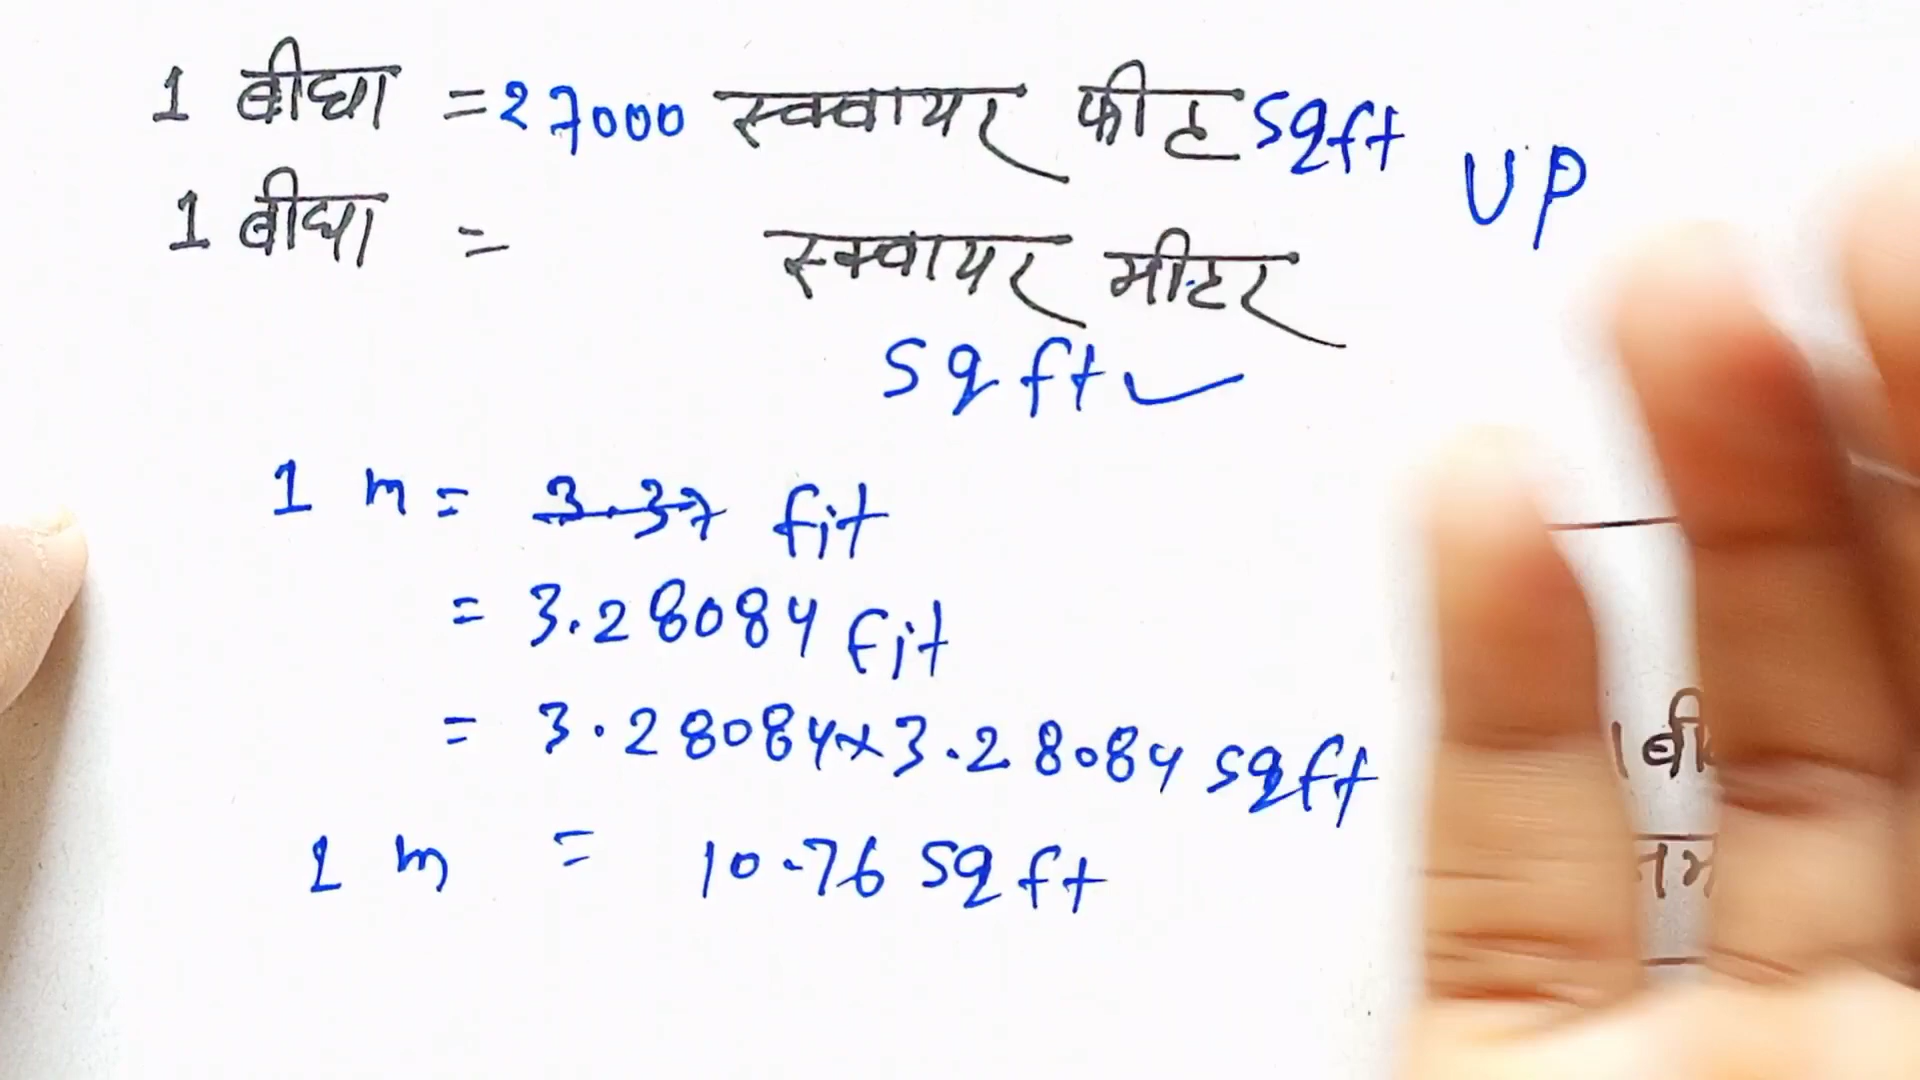 1 बीघा = 27000 स्क्वायर फीट sqft
UP
1 बीघा = स्क्वायर मीटर
sqft
1 m = 3.37 fit
= 3.28084 fit
= 3.28084×3.28084 sqft
1 m = 10.76 sqft